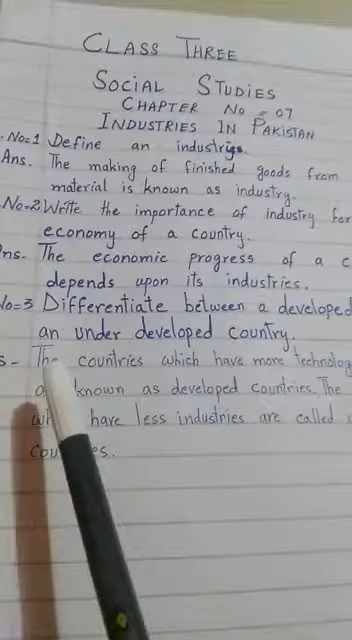 CLASS THREE
SOCIAL STUDIES
CHAPTER No = 07
INDUSTRIES IN PAKISTAN
.No=1 Define an industries.
Ans. The making of finished goods from
material is known as industry.
.No=2 Write the importance of industry for
economy of a country.
ns. The economic progress of a c
depends upon its industries.
No=3 Differentiate between a developed
an under developed country.
s- The countries which have more technolog
known as developed countries. The
have less industries are called